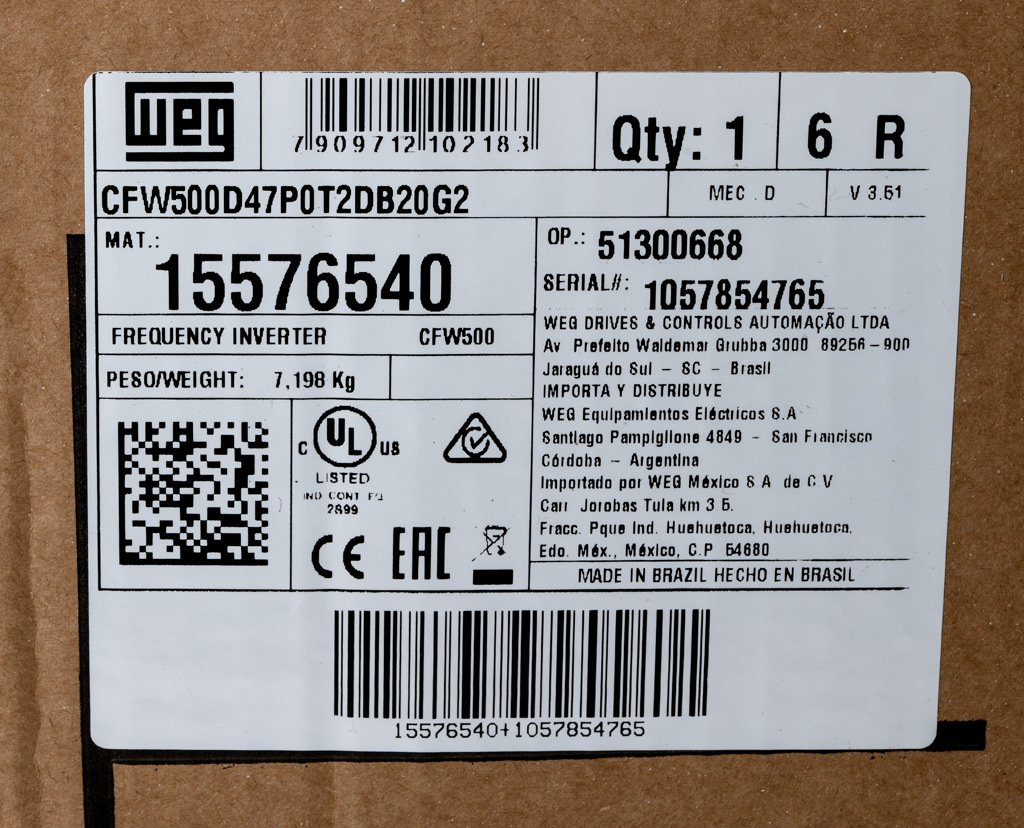 weg
7 909712 102183
Qty: 1
6 R
CFW500D47P0T2DB20G2
MEC. D
V 3.51
MAT.:
15576540
OP.: 51300668
SERIAL#: 1057854765
FREQUENCY INVERTER CFW500
PESO/WEIGHT: 7,198 Kg
WEG DRIVES & CONTROLS AUTOMAÇÃO LTDA
Av Prefeito Waldemar Grubba 3000 89256-900
Jaraguá do Sul - SC - Brasil
IMPORTA Y DISTRIBUYE
WEG Equipamientos Eléctricos S.A
Santiago Pampiglione 4849 - San Francisco
Córdoba - Argentina
Importado por WEG México S A de C V
Carr Jorobas Tula km 3 5.
Fracc. Pque Ind. Huehuetoca, Huehuetoca,
Edo. Méx., México, C.P 54680
MADE IN BRAZIL HECHO EN BRASIL
C UL US
LISTED
IND CONT EQ
2S99
CE EAC
15576540+1057854765